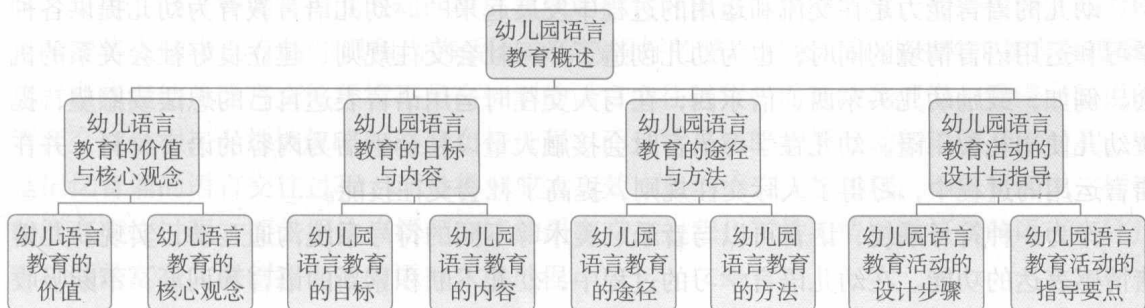 幼儿园语言
教育概述
幼儿语言
教育的价值
与核心观念
幼儿园语言
教育的目标
与内容
幼儿园语言
教育的途径
与方法
幼儿园语言
教育活动的
设计与指导
幼儿语言
教育的
价值
幼儿语言
教育的
核心观念
幼儿园
语言教育
的目标
幼儿园
语言教育
的内容
幼儿园
语言教育
的途径
幼儿园
语言教育
的方法
幼儿园语言
教育活动的
设计步骤
幼儿园语言
教育活动的
指导要点